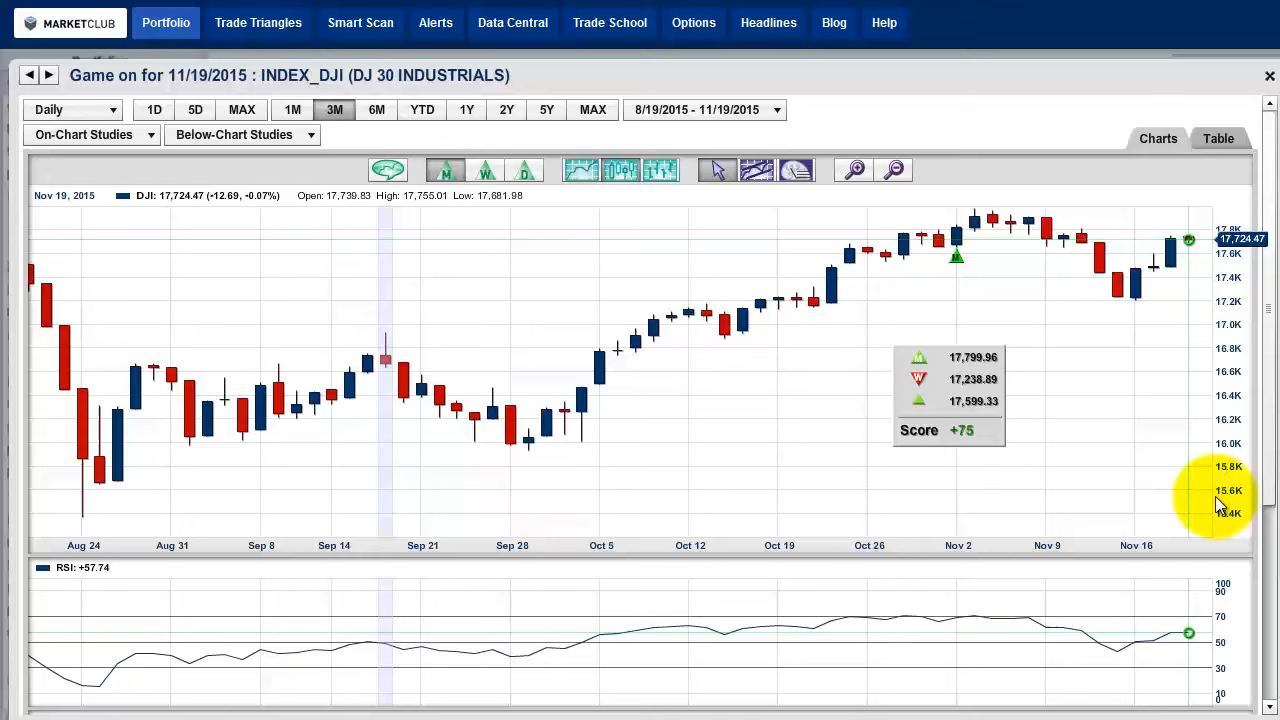 MARKETCLUB Portfolio Trade Triangles Smart Scan Alerts Data Central Trade School Options Headlines Blog Help
Game on for 11/19/2015 : INDEX_DJI (DJ 30 INDUSTRIALS)
Daily 1D 5D MAX 1M 3M 6M YTD 1Y 2Y 5Y MAX 8/19/2015 - 11/19/2015
On-Chart Studies Below-Chart Studies Charts Table
M W D
Nov 19, 2015 DJI: 17,724.47 (-12.69, -0.07%) Open: 17,739.83 High: 17,755.01 Low: 17,681.98
17.8K
17,724.47
17.6K
17.4K
17.2K
17.0K
16.8K
16.6K
16.4K
16.2K
16.0K
15.8K
15.6K
M
M 17,799.96
W 17,238.89
17,599.33
Score +75
Aug 24 Aug 31 Sep 8 Sep 14 Sep 21 Sep 28 Oct 5 Oct 12 Oct 19 Oct 26 Nov 2 Nov 9 Nov 16
RSI: +57.74
100
90
70
50
30
10
0